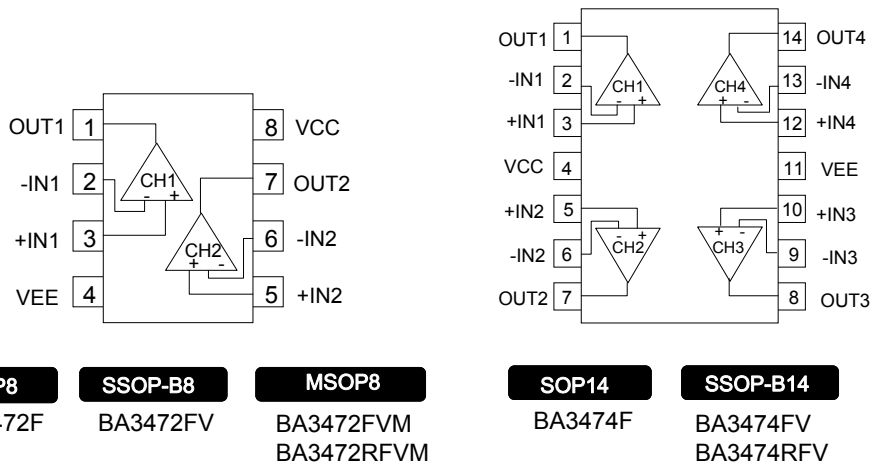 OUT1 1
8 VCC
CH1
- +
-IN1 2
7 OUT2
+IN1 3
6 -IN2
CH2
+ -
VEE 4
5 +IN2
OUT1 1
14 OUT4
-IN1 2
CH1
- +
CH4
+ -
13 -IN4
+IN1 3
12 +IN4
VCC 4
11 VEE
+IN2 5
10 +IN3
- +
CH2
+ -
CH3
-IN2 6
9 -IN3
OUT2 7
8 OUT3
P8
SSOP-B8
MSOP8
SOP14
SSOP-B14
72F
BA3472FV
BA3472FVM
BA3472RFVM
BA3474F
BA3474FV
BA3474RFV